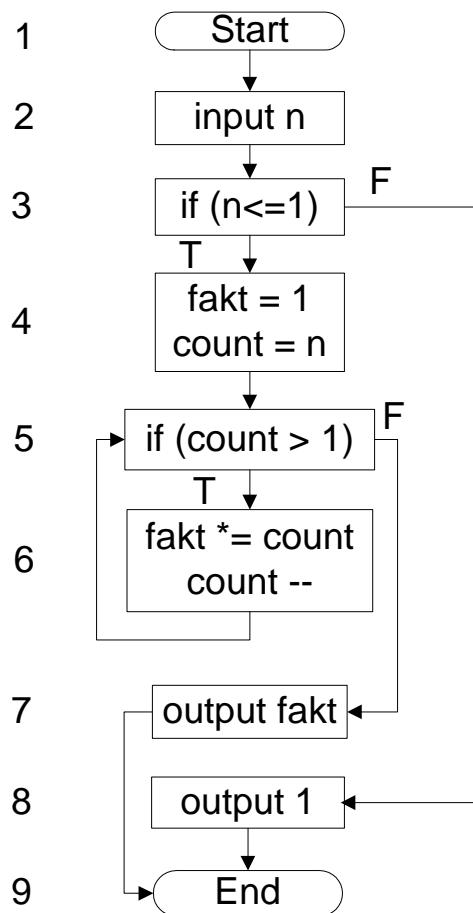 1 Start
2 input n
3 if (n<=1) F
T
4 fakt = 1
count = n
5 if (count > 1) F
T
6 fakt *= count
count --
7 output fakt
8 output 1
9 End